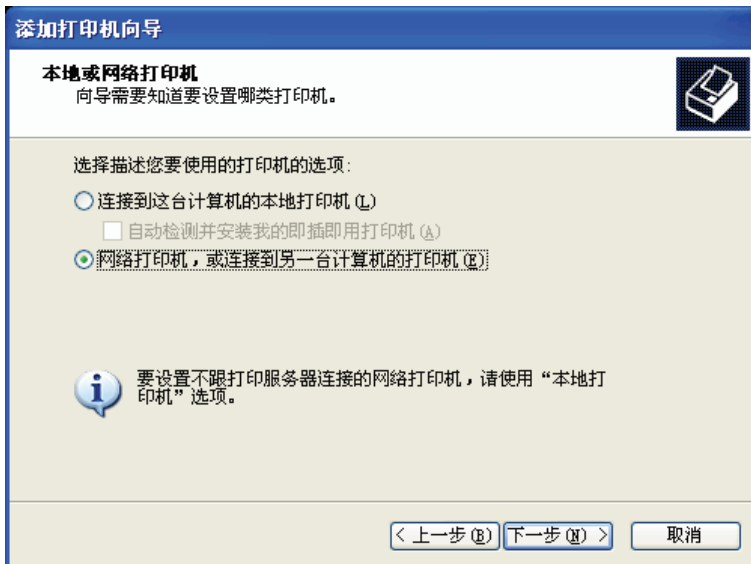 添加打印机向导
本地或网络打印机
向导需要知道要设置哪类打印机。
选择描述您要使用的打印机的选项:
连接到这台计算机的本地打印机(L)
自动检测并安装我的即插即用打印机(A)
网络打印机，或连接到另一台计算机的打印机(E)
要设置不跟打印服务器连接的网络打印机，请使用“本地打
印机”选项。
< 上一步(B) 下一步(N) > 取消